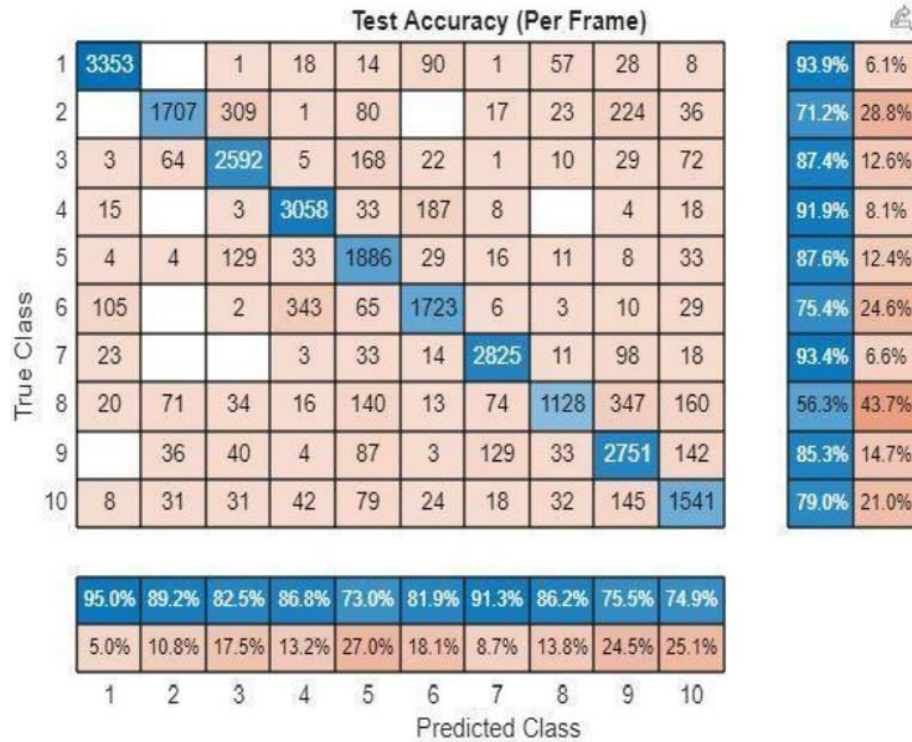 Test Accuracy (Per Frame)
1 3353 1 18 14 90 1 57 28 8 93.9% 6.1%
2 1707 309 1 80 17 23 224 36 71.2% 28.8%
3 3 64 2592 5 168 22 1 10 29 72 87.4% 12.6%
4 15 3 3058 33 187 8 4 18 91.9% 8.1%
5 4 4 129 33 1886 29 16 11 8 33 87.6% 12.4%
6 105 2 343 65 1723 6 3 10 29 75.4% 24.6%
7 23 3 33 14 2825 11 98 18 93.4% 6.6%
8 20 71 34 16 140 13 74 1128 347 160 56.3% 43.7%
9 36 40 4 87 3 129 33 2751 142 85.3% 14.7%
10 8 31 31 42 79 24 18 32 145 1541 79.0% 21.0%
True Class
95.0% 89.2% 82.5% 86.8% 73.0% 81.9% 91.3% 86.2% 75.5% 74.9%
5.0% 10.8% 17.5% 13.2% 27.0% 18.1% 8.7% 13.8% 24.5% 25.1%
1 2 3 4 5 6 7 8 9 10
Predicted Class